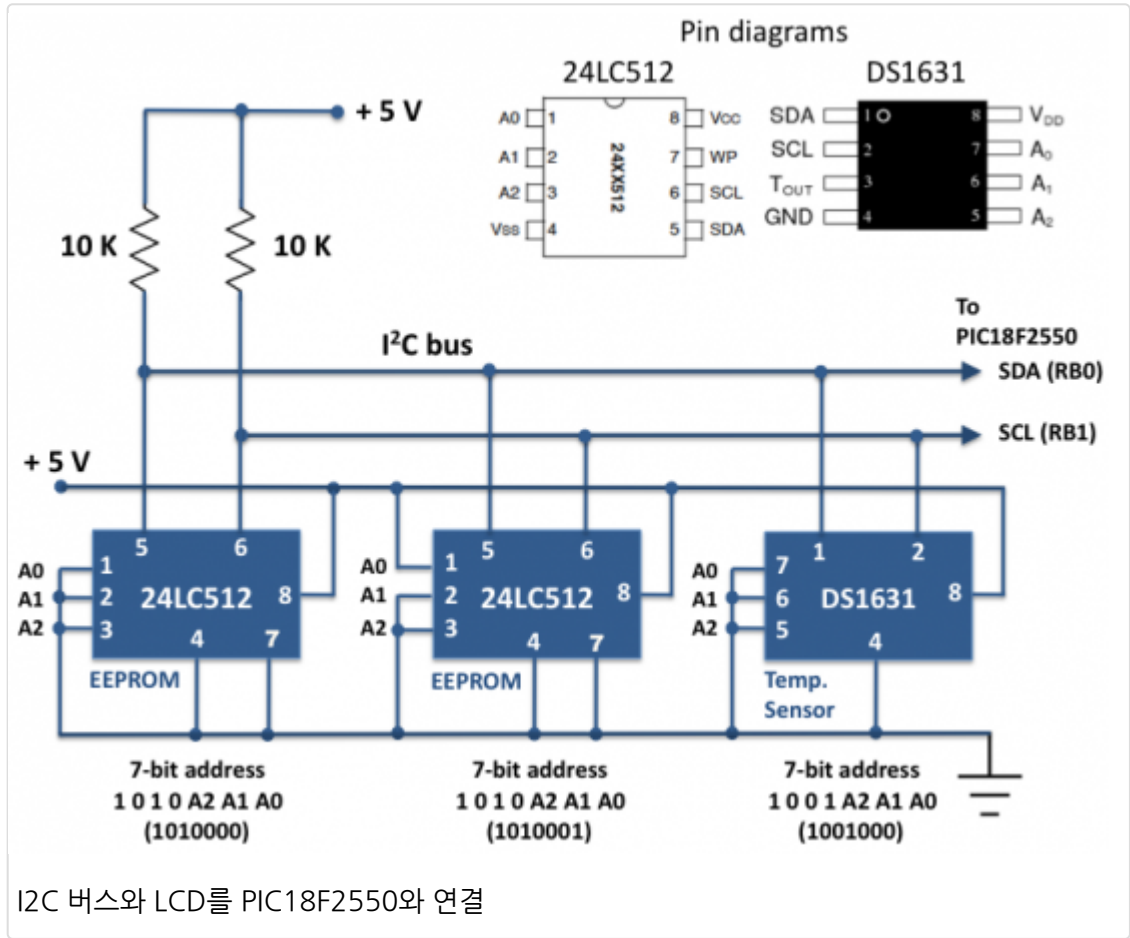 Pin diagrams
24LC512
DS1631
A0 1
A1 2
A2 3
Vss 4
24XX512
8 Vcc
7 WP
6 SCL
5 SDA
SDA 1
SCL 2
TOUT 3
GND 4
8 VDD
7 A0
6 A1
5 A2
+ 5 V
10 K
10 K
I²C bus
To
PIC18F2550
SDA (RB0)
SCL (RB1)
+ 5 V
A0
A1
A2
5 6
1
2 24LC512 8
3
4 7
EEPROM
A0
A1
A2
5 6
1
2 24LC512 8
3
4 7
EEPROM
A0
A1
A2
1 2
7
6 DS1631 8
5
4
Temp.
Sensor
7-bit address
1 0 1 0 A2 A1 A0
(1010000)
7-bit address
1 0 1 0 A2 A1 A0
(1010001)
7-bit address
1 0 0 1 A2 A1 A0
(1001000)
I2C 버스와 LCD를 PIC18F2550와 연결